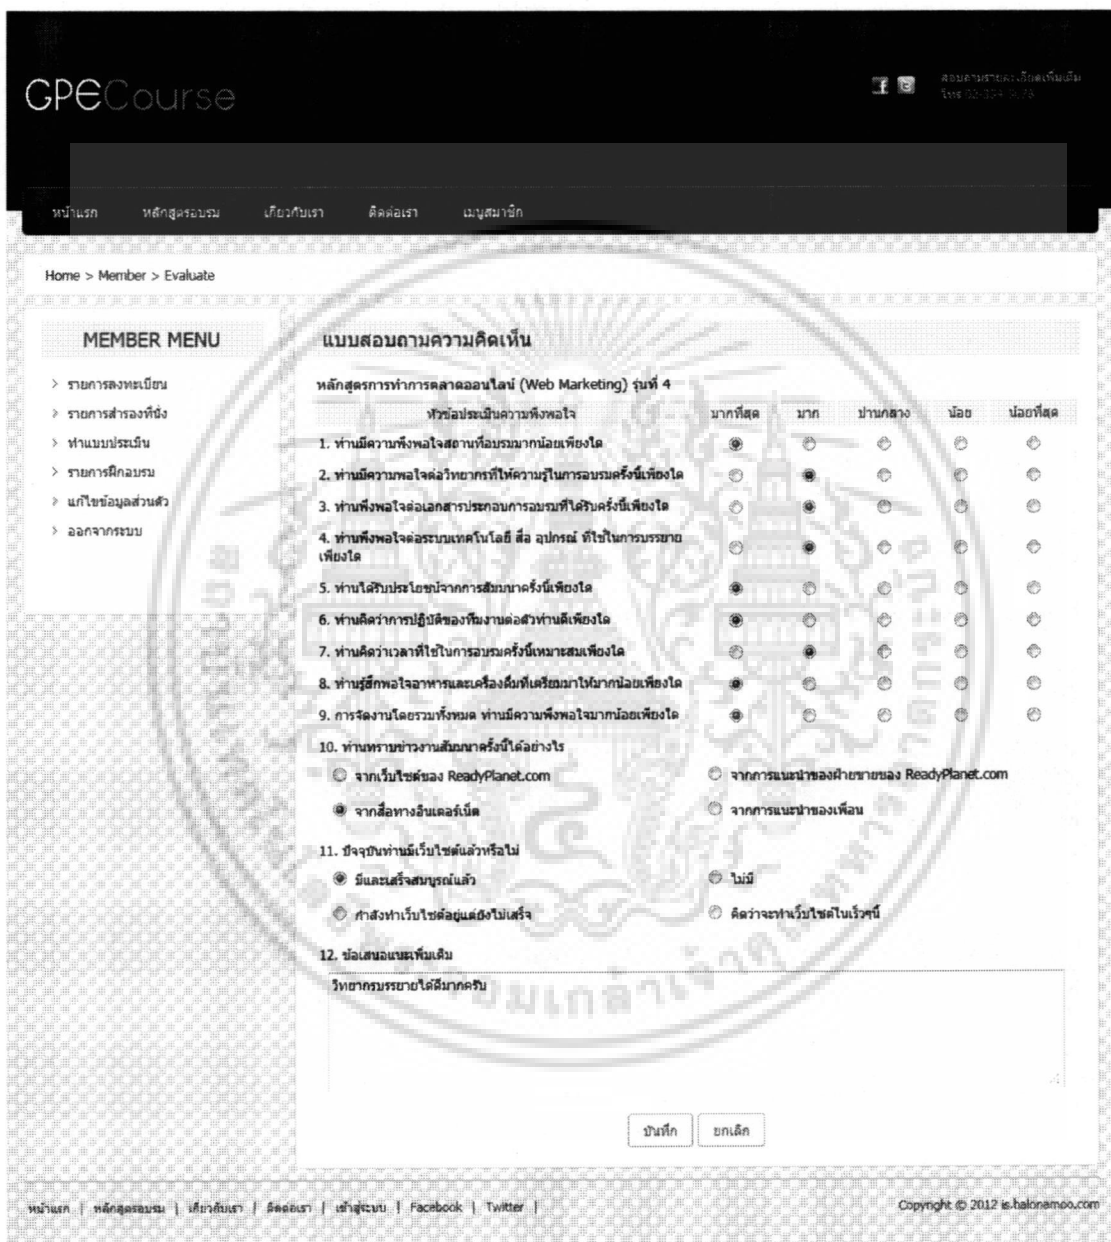 GPECourse
สอบถามรายละเอียดเพิ่มเติม
โทร
หน้าแรก หลักสูตรอบรม เกี่ยวกับเรา ติดต่อเรา เมนูสมาชิก
Home > Member > Evaluate
MEMBER MENU
> รายการลงทะเบียน
> รายการสำรองที่นั่ง
> ทำแบบประเมิน
> รายการฝึกอบรม
> แก้ไขข้อมูลส่วนตัว
> ออกจากระบบ
แบบสอบถามความคิดเห็น
หลักสูตรการทำการตลาดออนไลน์ (Web Marketing) รุ่นที่ 4
หัวข้อประเมินความพึงพอใจ มากที่สุด มาก ปานกลาง น้อย น้อยที่สุด
1. ท่านมีความพึงพอใจสถานที่อบรมมากน้อยเพียงใด
2. ท่านมีความพอใจต่อวิทยากรที่ให้ความรู้ในการอบรมครั้งนี้เพียงใด
3. ท่านพึงพอใจต่อเอกสารประกอบการอบรมที่ได้รับครั้งนี้เพียงใด
4. ท่านพึงพอใจต่อระบบเทคโนโลยี สื่อ อุปกรณ์ ที่ใช้ในการบรรยาย
เพียงใด
5. ท่านได้รับประโยชน์จากการสัมมนาครั้งนี้เพียงใด
6. ท่านคิดว่าการปฏิบัติของทีมงานต่อตัวท่านดีเพียงใด
7. ท่านคิดว่าเวลาที่ใช้ในการอบรมครั้งนี้เหมาะสมเพียงใด
8. ท่านรู้สึกพอใจอาหารและเครื่องดื่มที่เตรียมมาให้มากน้อยเพียงใด
9. การจัดงานโดยรวมทั้งหมด ท่านมีความพึงพอใจมากน้อยเพียงใด
10. ท่านทราบข่าวงานสัมมนาครั้งนี้ได้อย่างไร
จากเว็บไซต์ของ ReadyPlanet.com จากการแนะนำของฝ่ายขายของ ReadyPlanet.com
จากสื่อทางอินเตอร์เน็ต จากการแนะนำของเพื่อน
11. ปัจจุบันท่านมีเว็บไซต์แล้วหรือไม่
มีและเสร็จสมบูรณ์แล้ว ไม่มี
กำลังทำเว็บไซต์อยู่แต่ยังไม่เสร็จ คิดว่าจะทำเว็บไซต์ในเร็วๆนี้
12. ข้อเสนอแนะเพิ่มเติม
วิทยากรบรรยายได้ดีมากครับ
บันทึก ยกเลิก
หน้าแรก | หลักสูตรอบรม | เกี่ยวกับเรา | ติดต่อเรา | เข้าสู่ระบบ | Facebook | Twitter |
Copyright © 2012 is.halonamoo.com